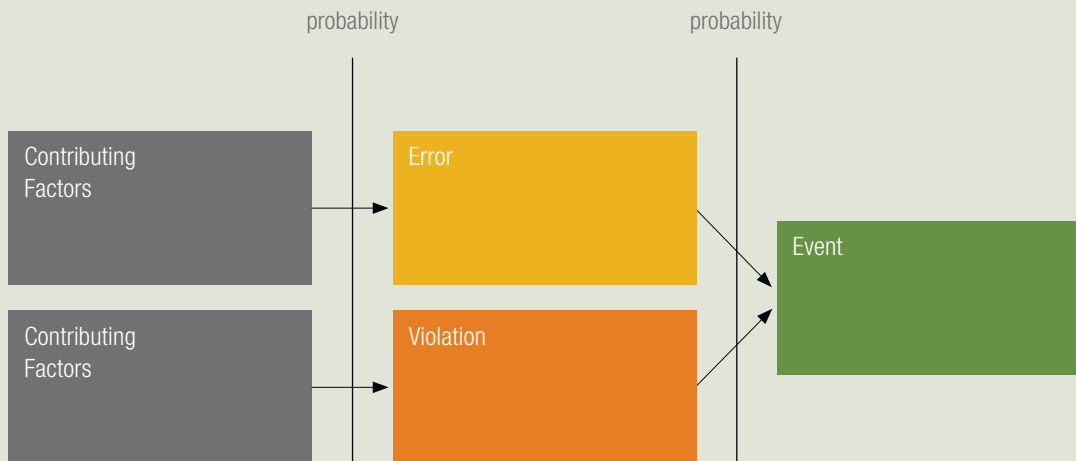 probability
probability
Contributing
Factors
Error
Event
Contributing
Factors
Violation